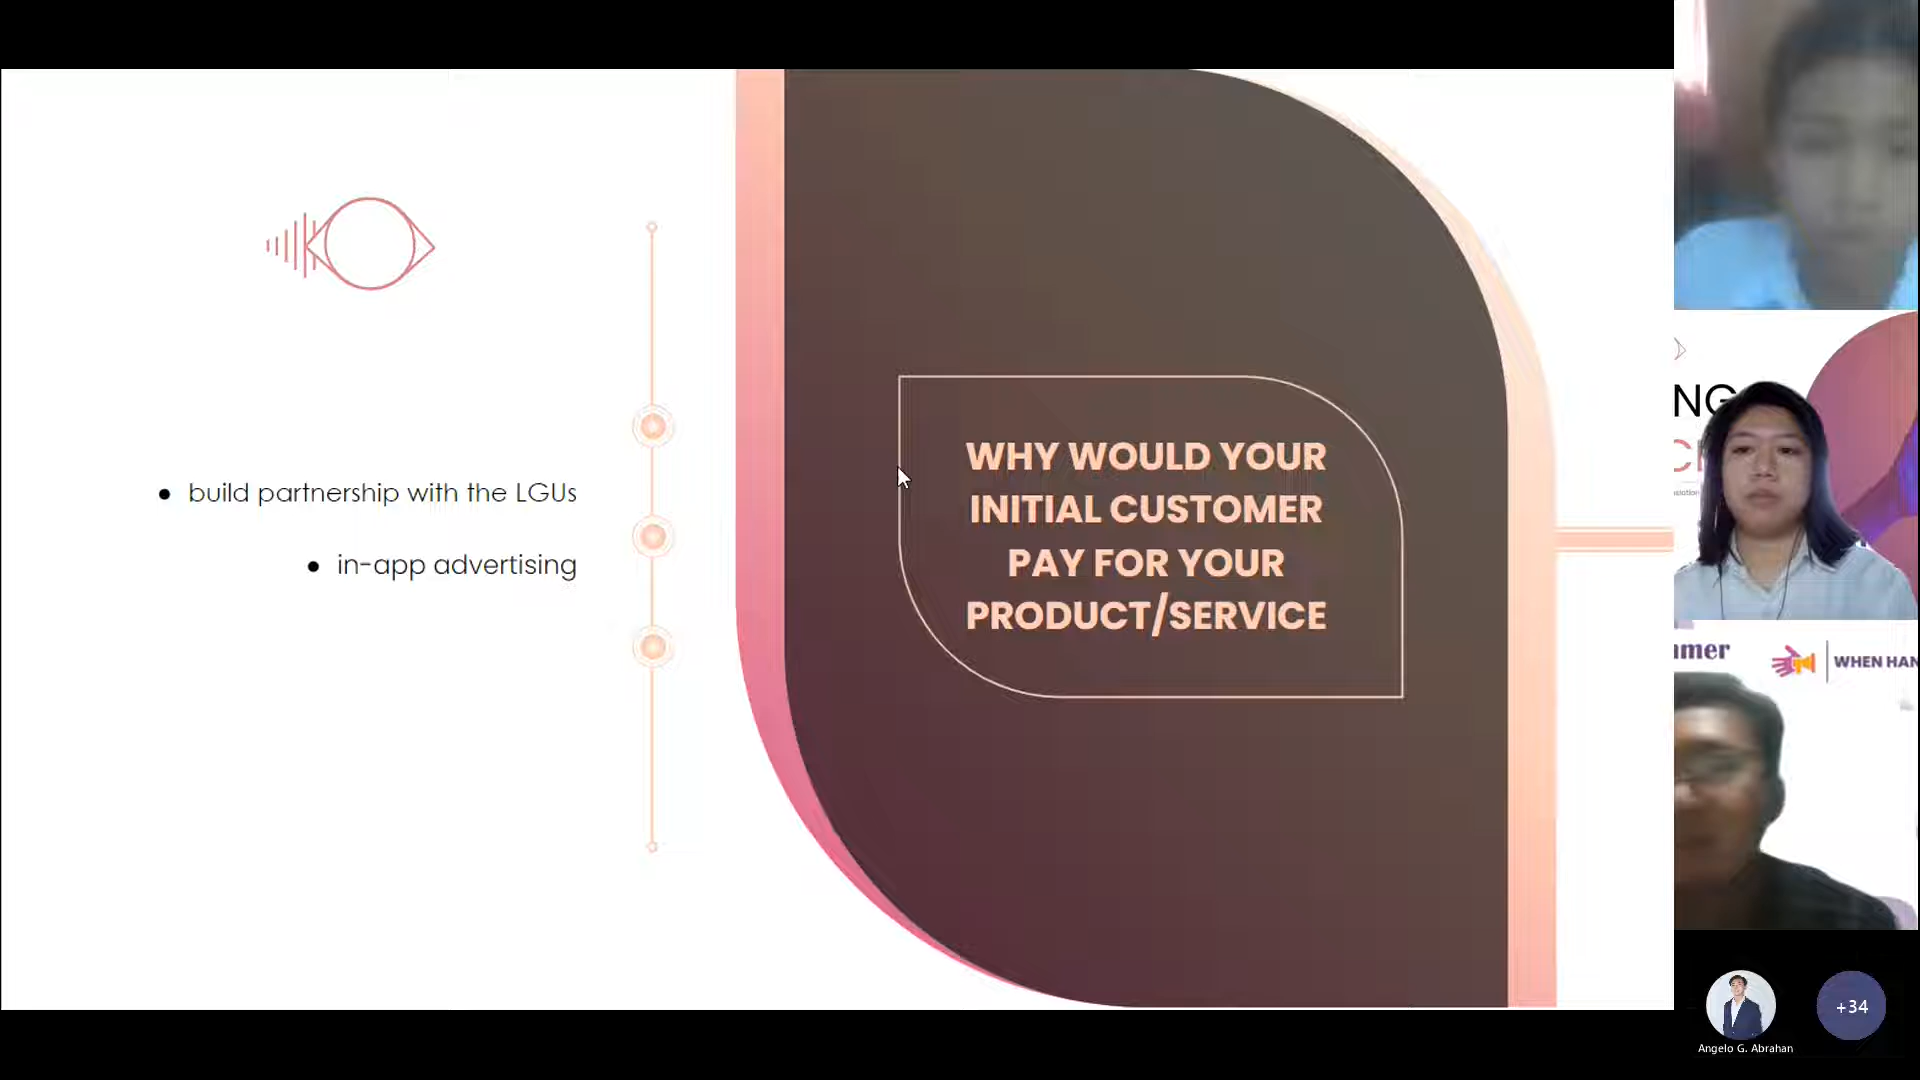 build partnership with the LGUs
in-app advertising
WHY WOULD YOUR
INITIAL CUSTOMER
PAY FOR YOUR
PRODUCT/SERVICE
NG
WHEN HAN
Angelo G. Abrahan
+34